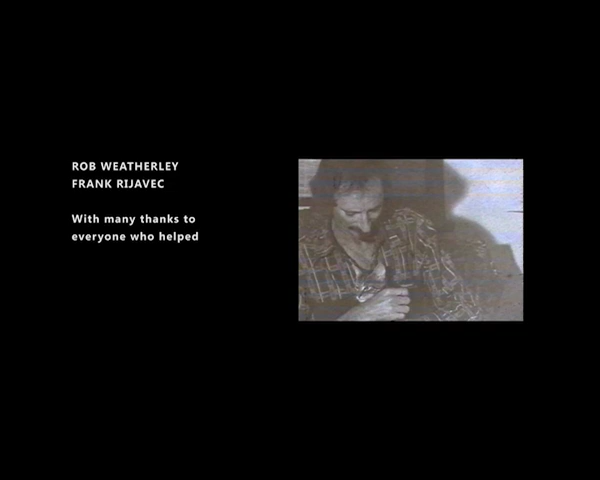 ROB WEATHERLEY
FRANK RIJAVEC
With many thanks to
everyone who helped